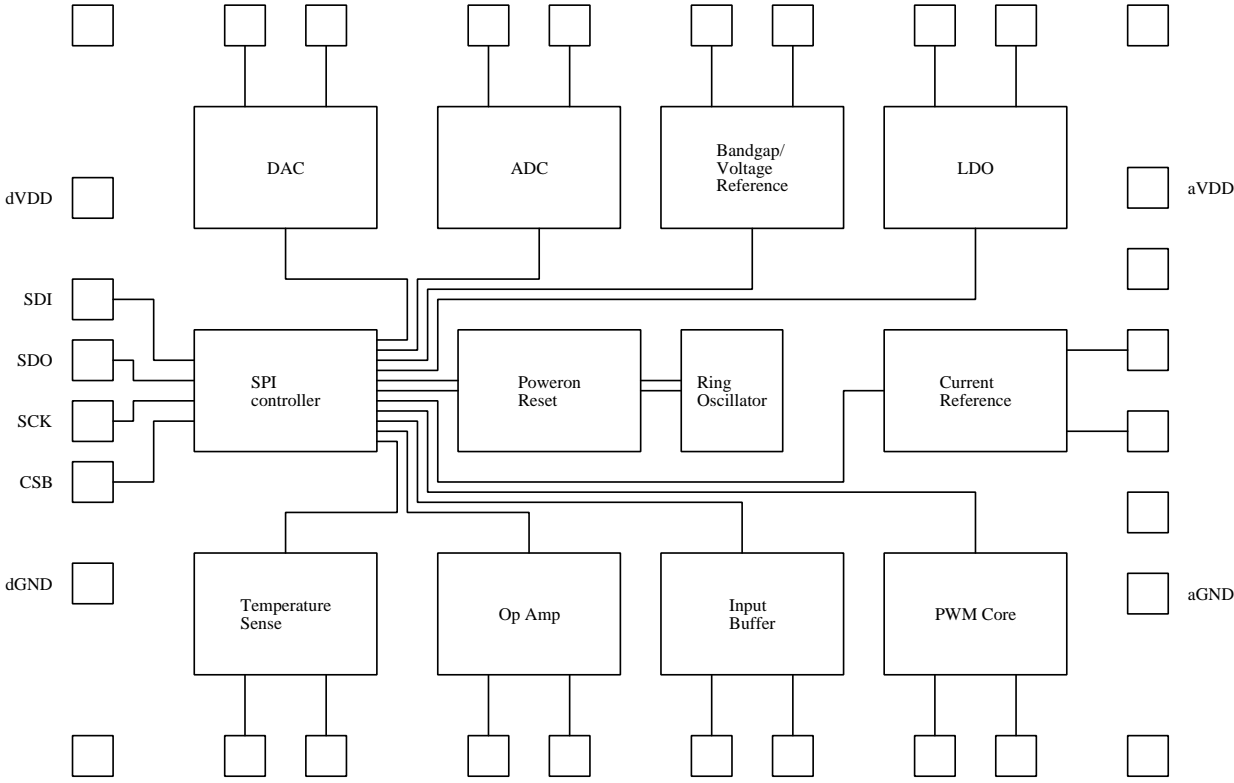 DAC
ADC
Bandgap/
Voltage
Reference
LDO
dVDD
aVDD
SDI
SDO
SCK
CSB
SPI
controller
Poweron
Reset
Ring
Oscillator
Current
Reference
dGND
aGND
Temperature
Sense
Op Amp
Input
Buffer
PWM Core